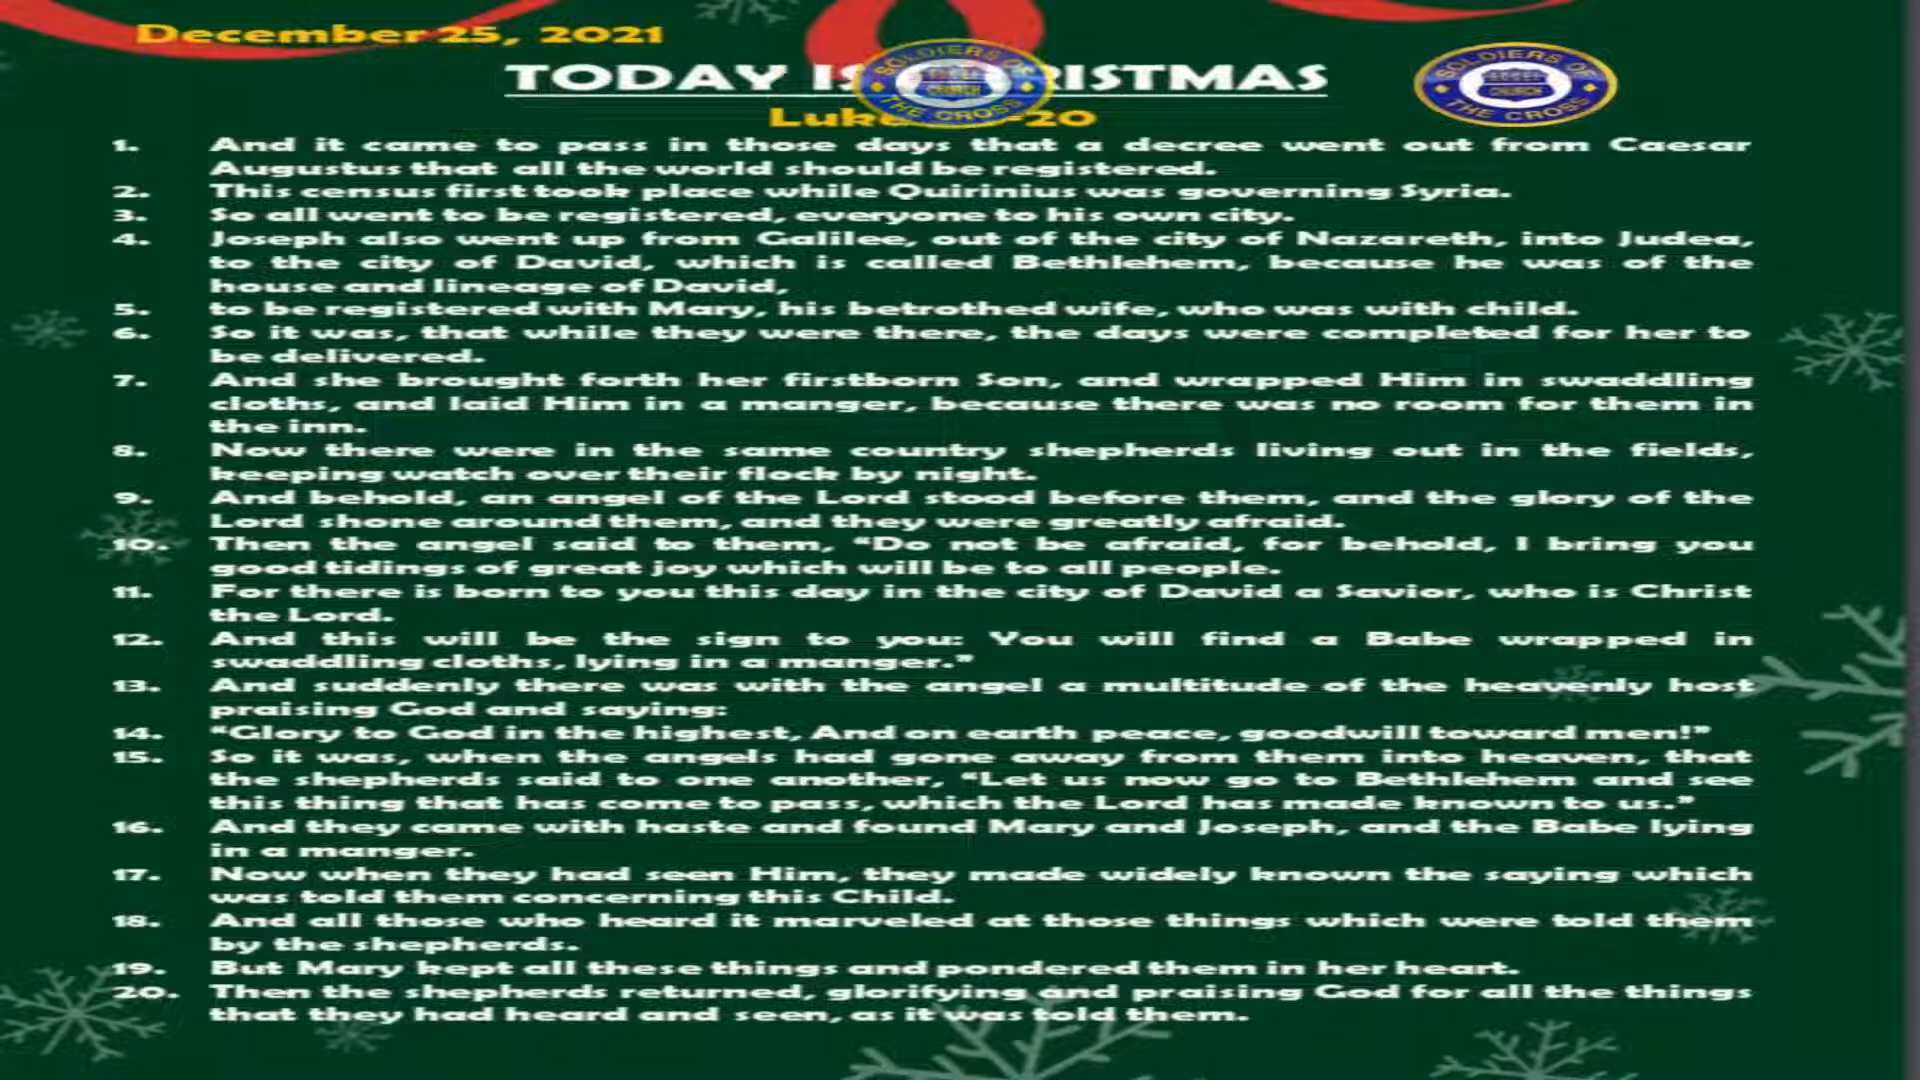 December 25, 2021
TODAY IS RISTMAS
Luke -20
SOLDIERS OF
CHURCH
THE CROSS
SOLDIERS OF
CHURCH
THE CROSS
1. And it came to pass in those days that a decree went out from Caesar
Augustus that all the world should be registered.
2. This census first took place while Quirinius was governing Syria.
3. So all went to be registered, everyone to his own city.
4. Joseph also went up from Galilee, out of the city of Nazareth, into Judea,
to the city of David, which is called Bethlehem, because he was of the
house and lineage of David,
5. to be registered with Mary, his betrothed wife, who was with child.
6. So it was, that while they were there, the days were completed for her to
be delivered.
7. And she brought forth her firstborn Son, and wrapped Him in swaddling
cloths, and laid Him in a manger, because there was no room for them in
the inn.
8. Now there were in the same country shepherds living out in the fields,
keeping watch over their flock by night.
9. And behold, an angel of the Lord stood before them, and the glory of the
Lord shone around them, and they were greatly afraid.
10. Then the angel said to them, “Do not be afraid, for behold, I bring you
good tidings of great joy which will be to all people.
11. For there is born to you this day in the city of David a Savior, who is Christ
the Lord.
12. And this will be the sign to you: You will find a Babe wrapped in
swaddling cloths, lying in a manger.”
13. And suddenly there was with the angel a multitude of the heavenly host
praising God and saying:
14. “Glory to God in the highest, And on earth peace, goodwill toward men!”
15. So it was, when the angels had gone away from them into heaven, that
the shepherds said to one another, “Let us now go to Bethlehem and see
this thing that has come to pass, which the Lord has made known to us.”
16. And they came with haste and found Mary and Joseph, and the Babe lying
in a manger.
17. Now when they had seen Him, they made widely known the saying which
was told them concerning this Child.
18. And all those who heard it marveled at those things which were told them
by the shepherds.
19. But Mary kept all these things and pondered them in her heart.
20. Then the shepherds returned, glorifying and praising God for all the things
that they had heard and seen, as it was told them.